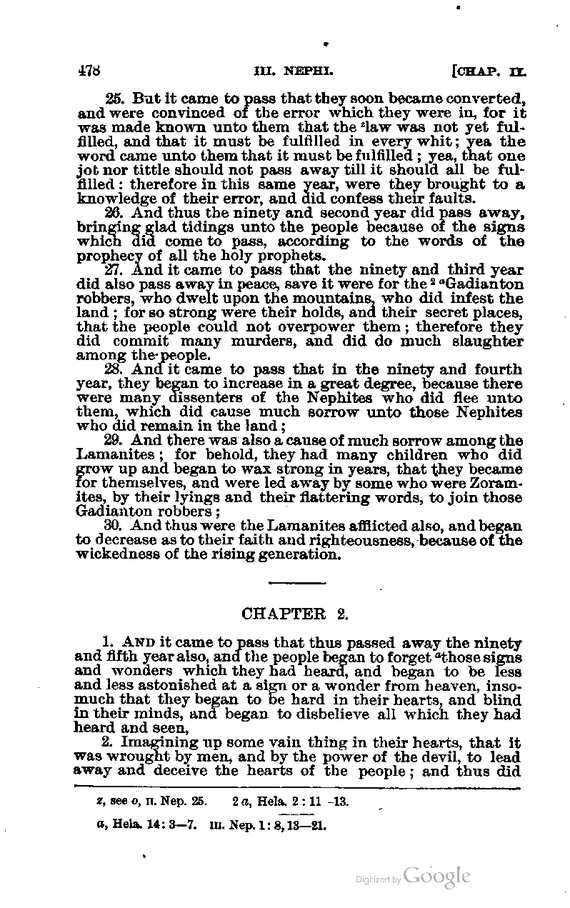 478 III. NEPHI. [CHAP. II.
25. But it came to pass that they soon became converted,
and were convinced of the error which they were in, for it
was made known unto them that the ᶻlaw was not yet ful-
filled, and that it must be fulfilled in every whit; yea the
word came unto them that it must be fulfilled; yea, that one
jot nor tittle should not pass away till it should all be ful-
filled: therefore in this same year, were they brought to a
knowledge of their error, and did confess their faults.
26. And thus the ninety and second year did pass away,
bringing glad tidings unto the people because of the signs
which did come to pass, according to the words of the
prophecy of all the holy prophets.
27. And it came to pass that the ninety and third year
did also pass away in peace, save it were for the ²ᵃGadianton
robbers, who dwelt upon the mountains, who did infest the
land; for so strong were their holds, and their secret places,
that the people could not overpower them; therefore they
did commit many murders, and did do much slaughter
among the people.
28. And it came to pass that in the ninety and fourth
year, they began to increase in a great degree, because there
were many dissenters of the Nephites who did flee unto
them, which did cause much sorrow unto those Nephites
who did remain in the land;
29. And there was also a cause of much sorrow among the
Lamanites; for behold, they had many children who did
grow up and began to wax strong in years, that they became
for themselves, and were led away by some who were Zoram-
ites, by their lyings and their flattering words, to join those
Gadianton robbers;
30. And thus were the Lamanites afflicted also, and began
to decrease as to their faith and righteousness, because of the
wickedness of the rising generation.
CHAPTER 2.
1. AND it came to pass that thus passed away the ninety
and fifth year also, and the people began to forget ᵃthose signs
and wonders which they had heard, and began to be less
and less astonished at a sign or a wonder from heaven, inso-
much that they began to be hard in their hearts, and blind
in their minds, and began to disbelieve all which they had
heard and seen,
2. Imagining up some vain thing in their hearts, that it
was wrought by men, and by the power of the devil, to lead
away and deceive the hearts of the people; and thus did
z, see o, II. Nep. 25. 2 a, Hela. 2: 11–13.
a, Hela. 14: 3–7. III. Nep. 1: 8, 13–21.
Digitized by Google